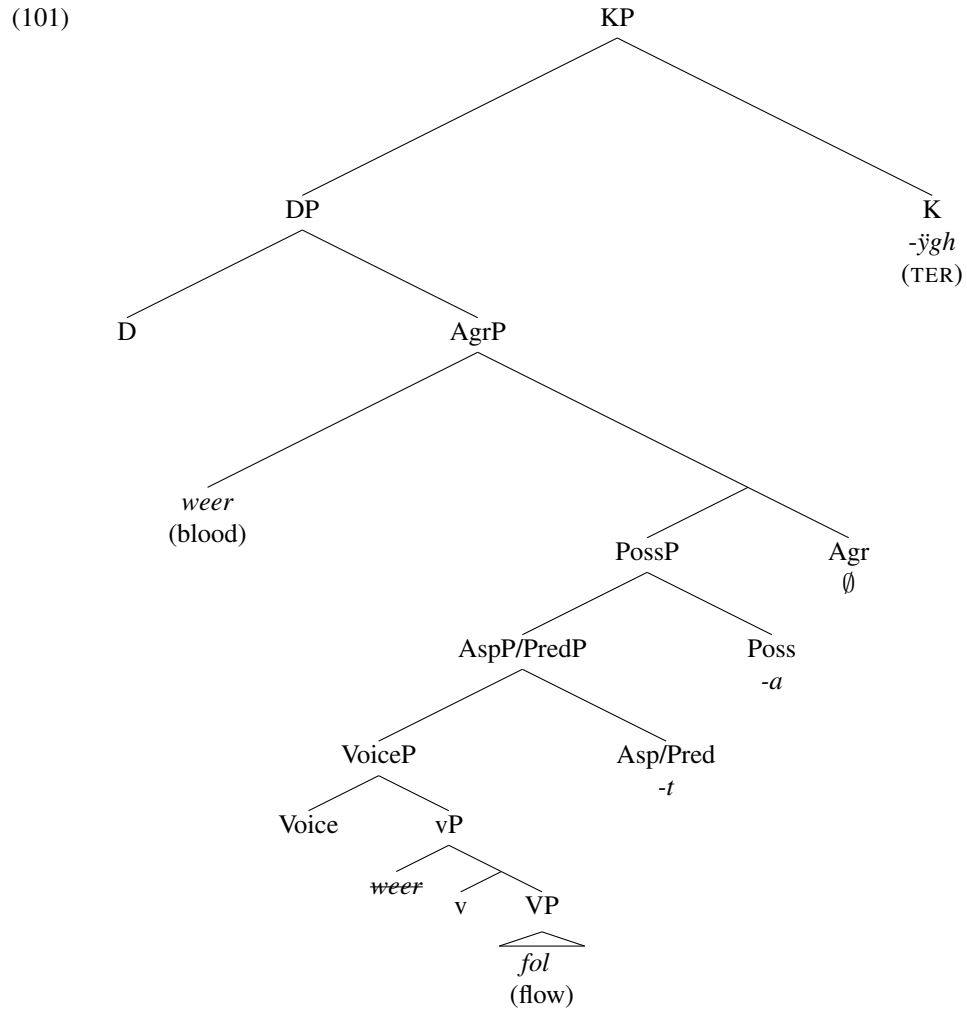 (101)
KP
DP
K
-ÿgh
(TER)
D
AgrP
weer
(blood)
PossP
Agr
∅
AspP/PredP
Poss
-a
VoiceP
Asp/Pred
-t
Voice
vP
weer
v
VP
fol
(flow)